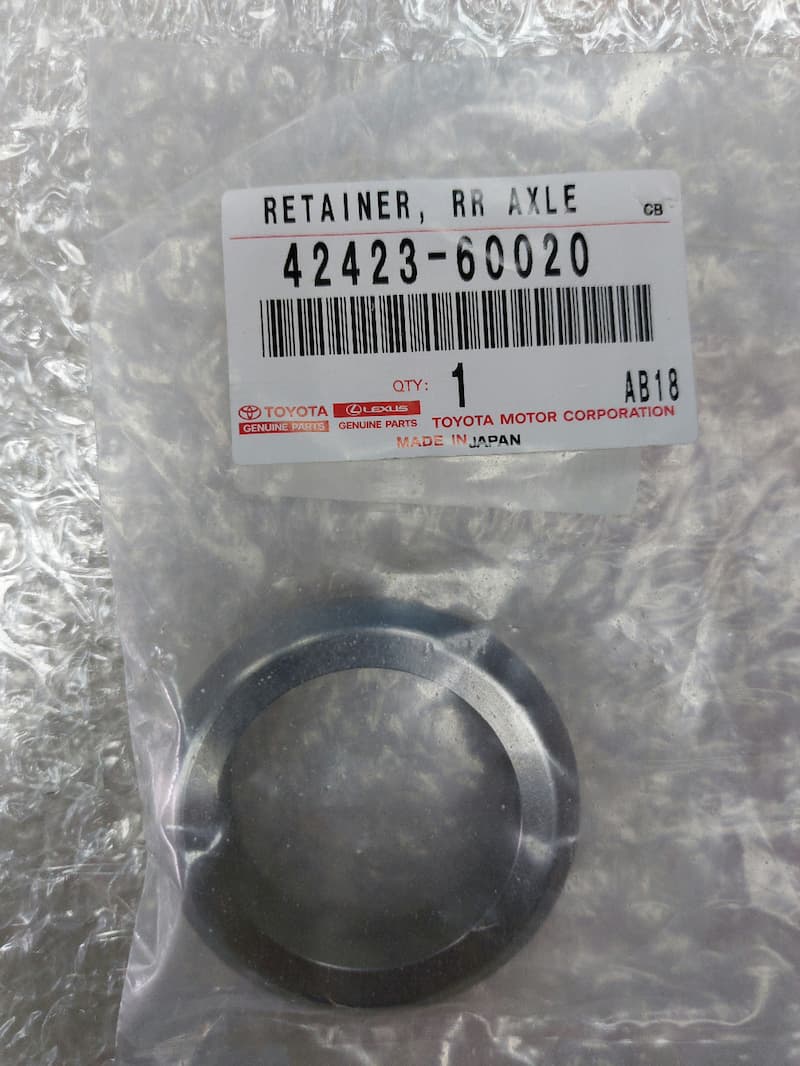 RETAINER, RR AXLE GB
42423-60020
QTY: 1 AB18
TOYOTA LEXUS TOYOTA MOTOR CORPORATION
GENUINE PARTS GENUINE PARTS
MADE IN JAPAN